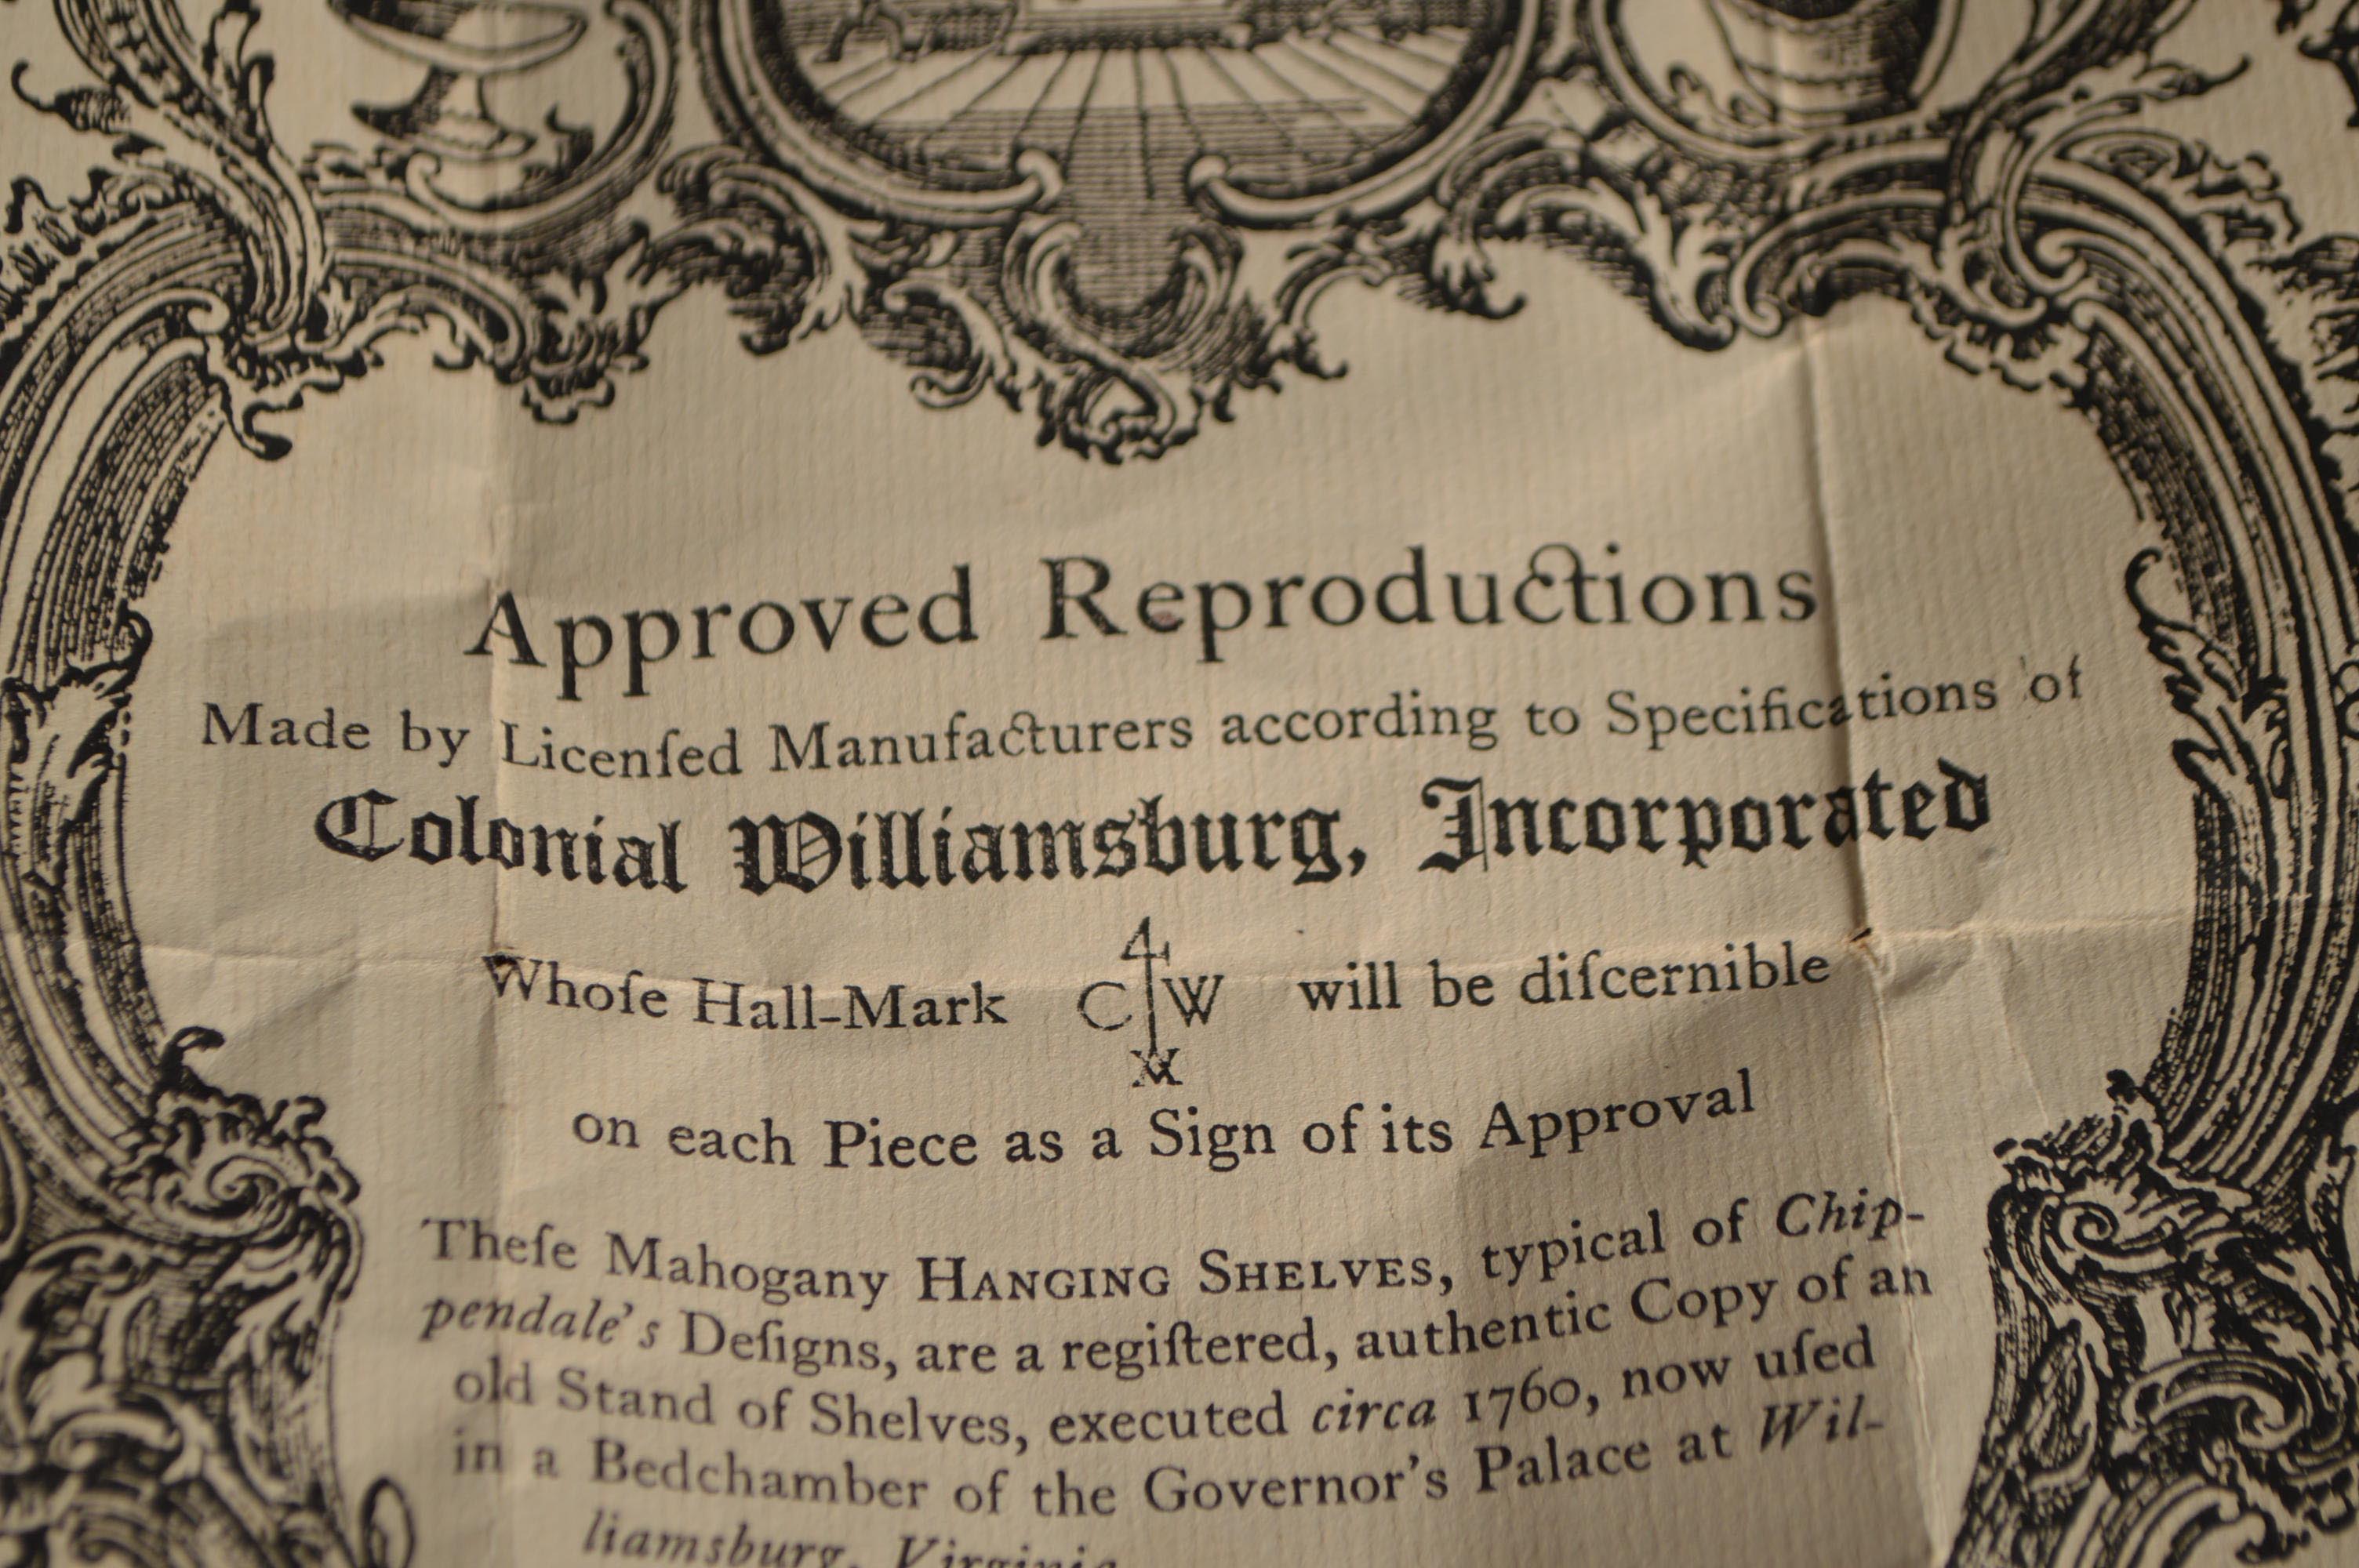 Approved Reproductions
Made by Licenſed Manufacturers according to Specifications of
Colonial Williamsburg, Incorporated
Whoſe Hall-Mark C W will be diſcernible
on each Piece as a Sign of its Approval
Theſe Mahogany HANGING SHELVES, typical of Chip-
pendale's Deſigns, are a regiſtered, authentic Copy of an
old Stand of Shelves, executed circa 1760, now uſed
in a Bedchamber of the Governor's Palace at Wil-
liamsburg, Virginia